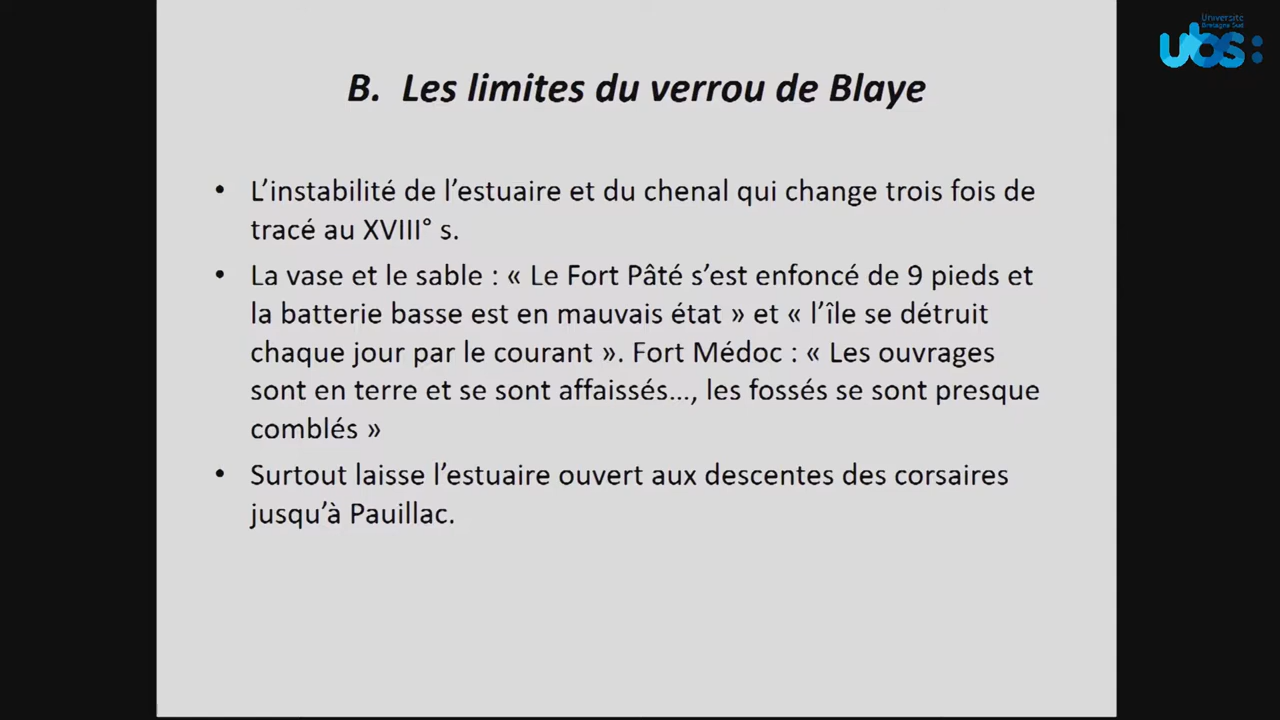 Université
Bretagne Sud
ubs:
B. Les limites du verrou de Blaye
• L’instabilité de l’estuaire et du chenal qui change trois fois de
tracé au XVIII° s.
• La vase et le sable : « Le Fort Pâté s’est enfoncé de 9 pieds et
la batterie basse est en mauvais état » et « l’île se détruit
chaque jour par le courant ». Fort Médoc : « Les ouvrages
sont en terre et se sont affaissés…, les fossés se sont presque
comblés »
• Surtout laisse l’estuaire ouvert aux descentes des corsaires
jusqu’à Pauillac.